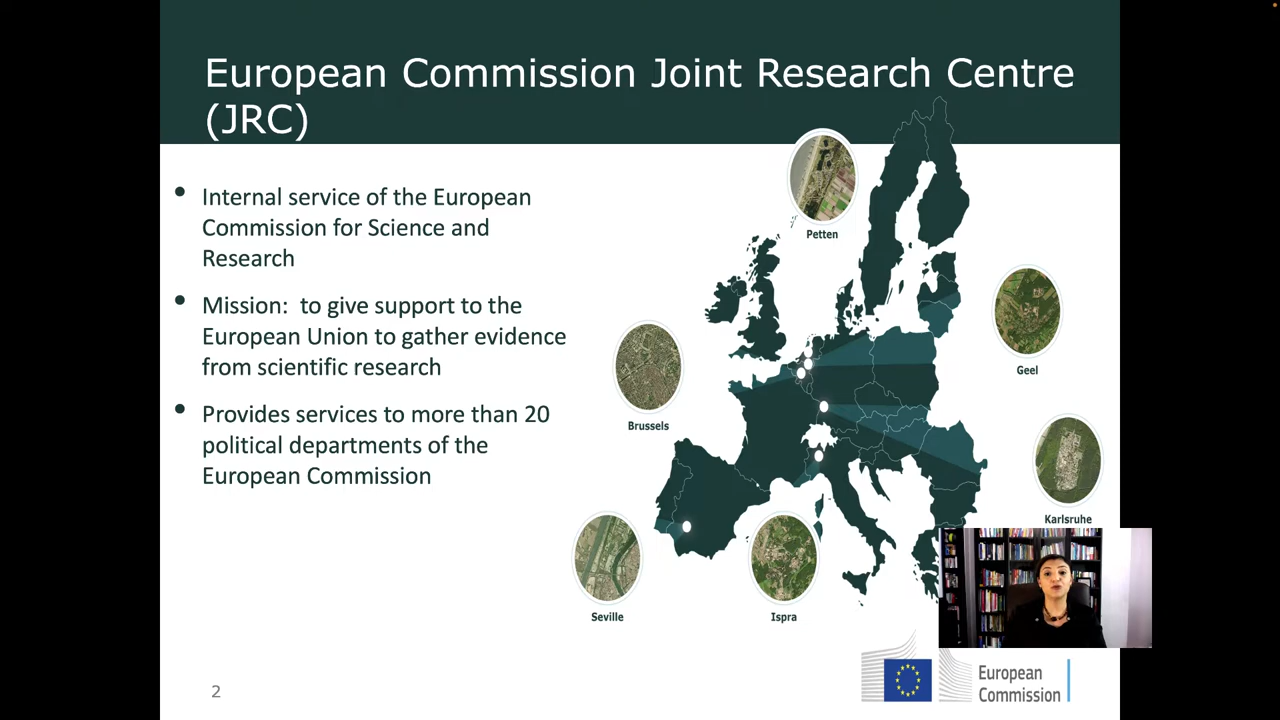 European Commission Joint Research Centre
(JRC)
• Internal service of the European
Commission for Science and
Research
• Mission:  to give support to the
European Union to gather evidence
from scientific research
• Provides services to more than 20
political departments of the
European Commission
Petten
Geel
Brussels
Karlsruhe
Seville
Ispra
2
European
Commission